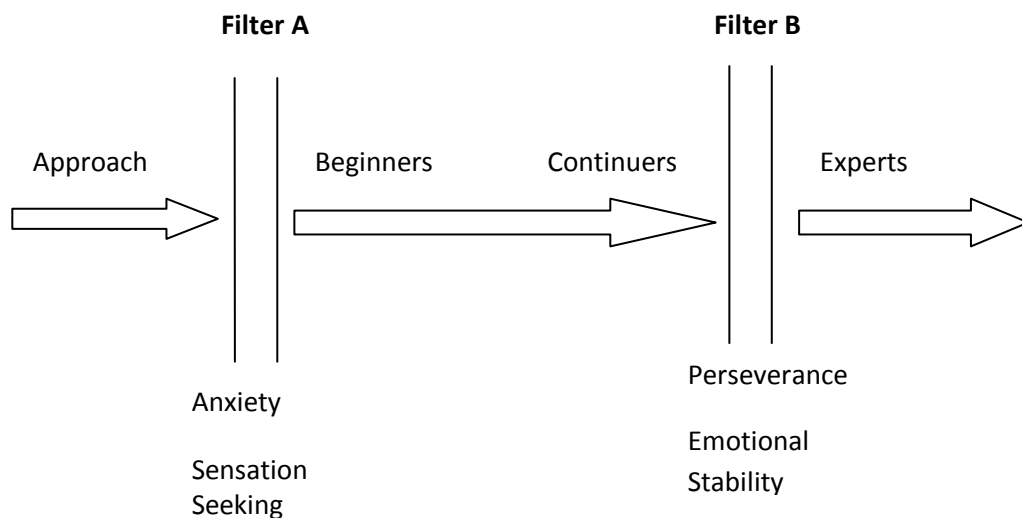 Filter A
Filter B
Approach
Beginners
Continuers
Experts
Anxiety
Sensation
Seeking
Perseverance
Emotional
Stability